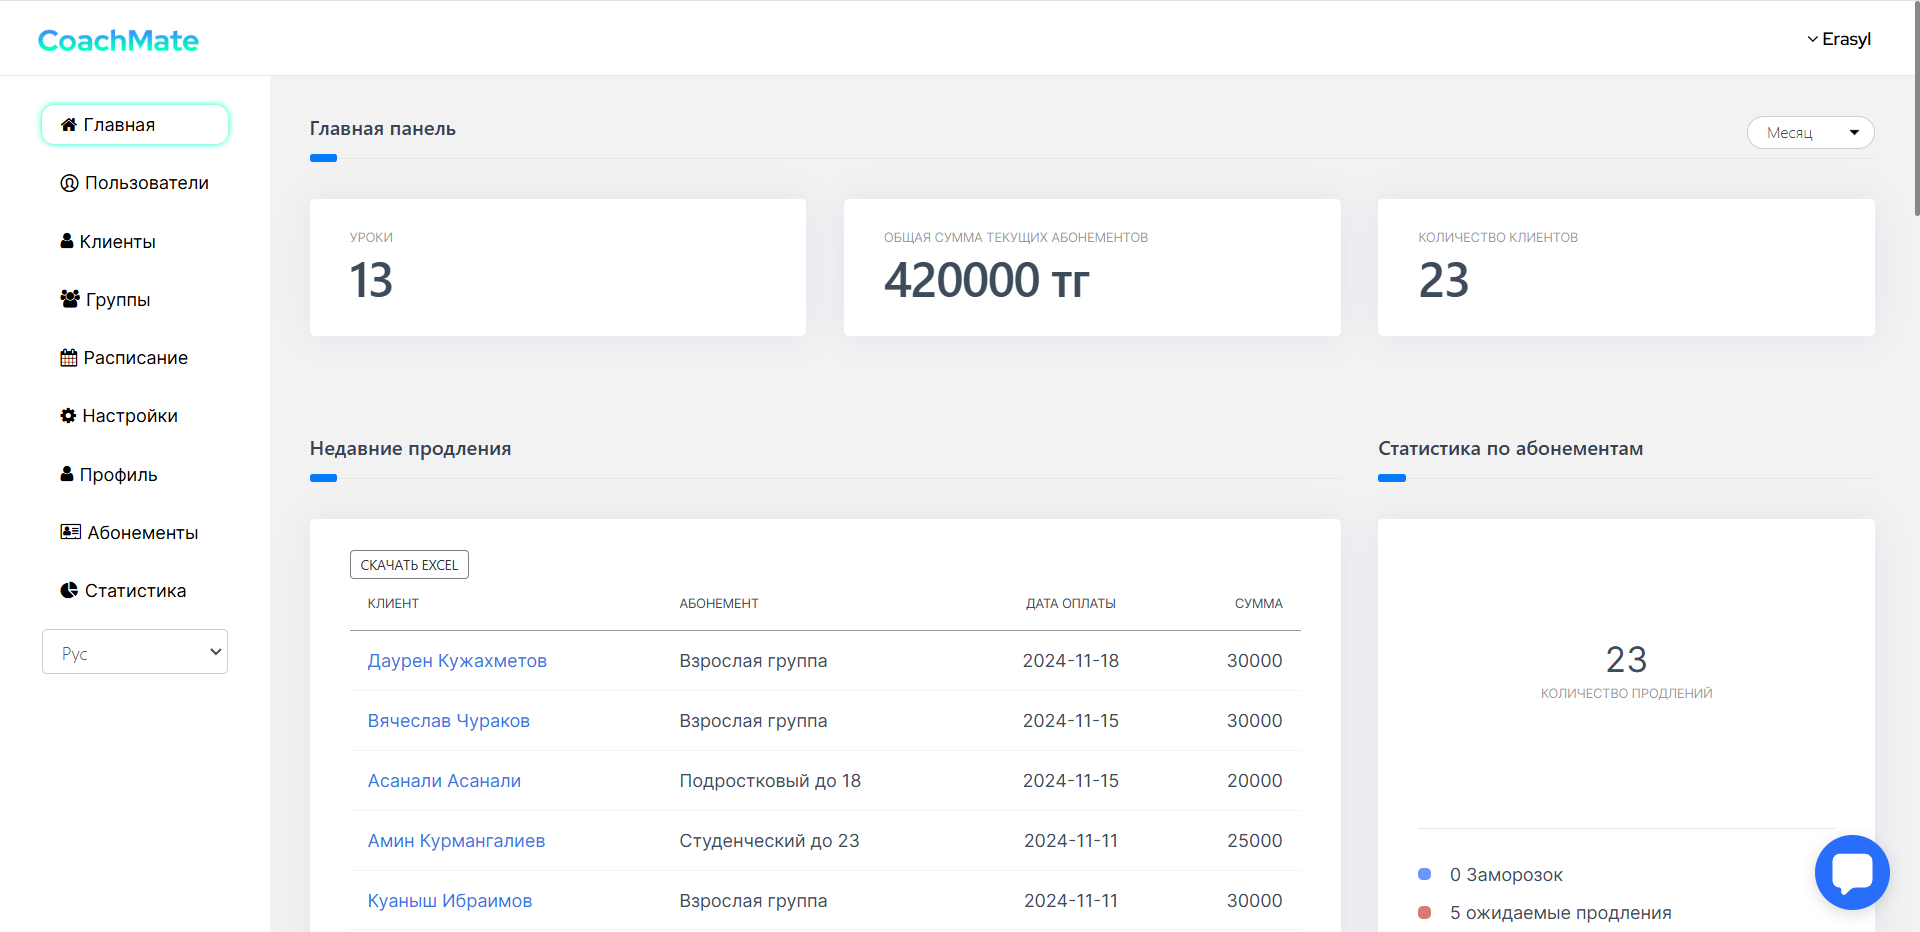 CoachMate
Erasyl
Главная
Пользователи
Клиенты
Группы
Расписание
Настройки
Профиль
Абонементы
Статистика
Рус
Главная панель
Месяц
УРОКИ
13
ОБЩАЯ СУММА ТЕКУЩИХ АБОНЕМЕНТОВ
420000 тг
КОЛИЧЕСТВО КЛИЕНТОВ
23
Недавние продления
СКАЧАТЬ EXCEL
КЛИЕНТ АБОНЕМЕНТ ДАТА ОПЛАТЫ СУММА
Даурен Кужахметов Взрослая группа 2024-11-18 30000
Вячеслав Чураков Взрослая группа 2024-11-15 30000
Асанали Асанали Подростковый до 18 2024-11-15 20000
Амин Курмангалиев Студенческий до 23 2024-11-11 25000
Куаныш Ибраимов Взрослая группа 2024-11-11 30000
Статистика по абонементам
23
КОЛИЧЕСТВО ПРОДЛЕНИЙ
0 Заморозок
5 ожидаемые продления